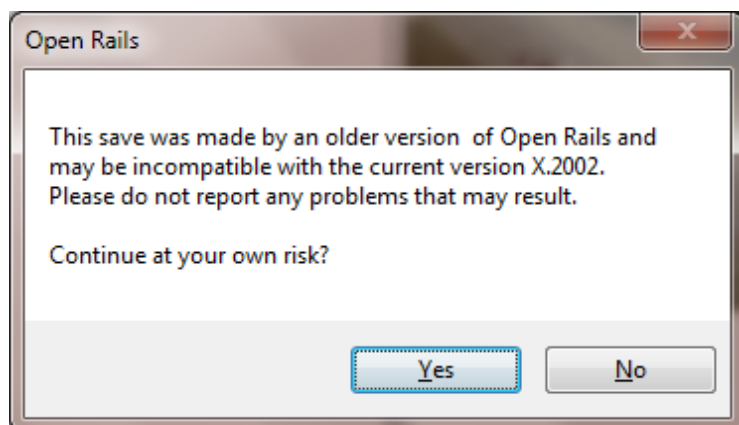 Open Rails
This save was made by an older version  of Open Rails and
may be incompatible with the current version X.2002.
Please do not report any problems that may result.
Continue at your own risk?
Yes
No